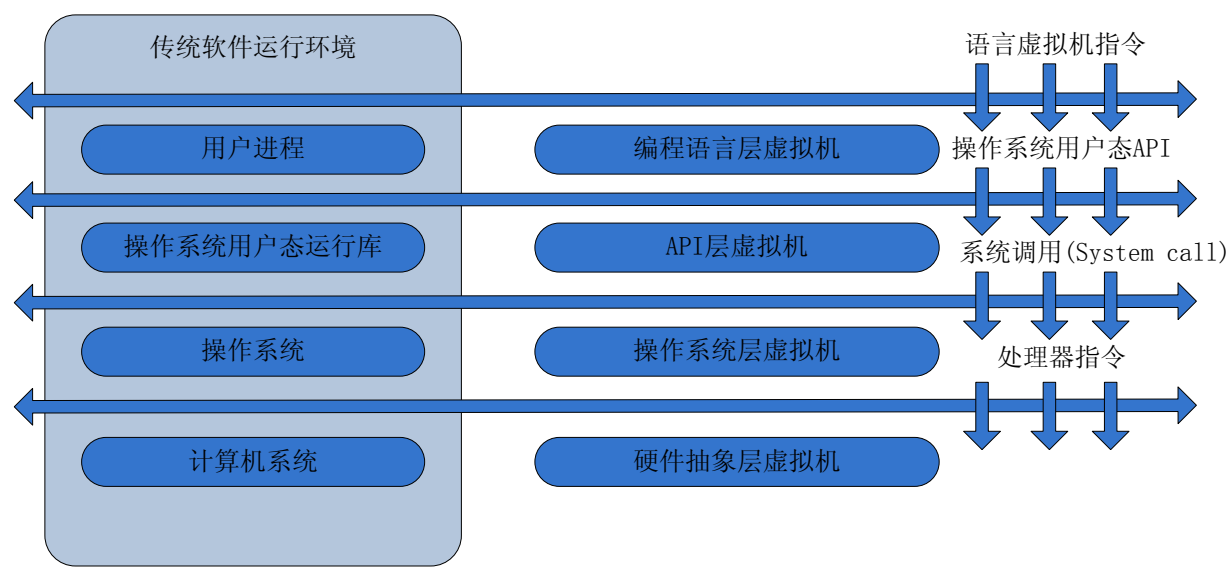 传统软件运行环境
语言虚拟机指令
用户进程
编程语言层虚拟机
操作系统用户态API
操作系统用户态运行库
API层虚拟机
系统调用(System call)
操作系统
操作系统层虚拟机
处理器指令
计算机系统
硬件抽象层虚拟机